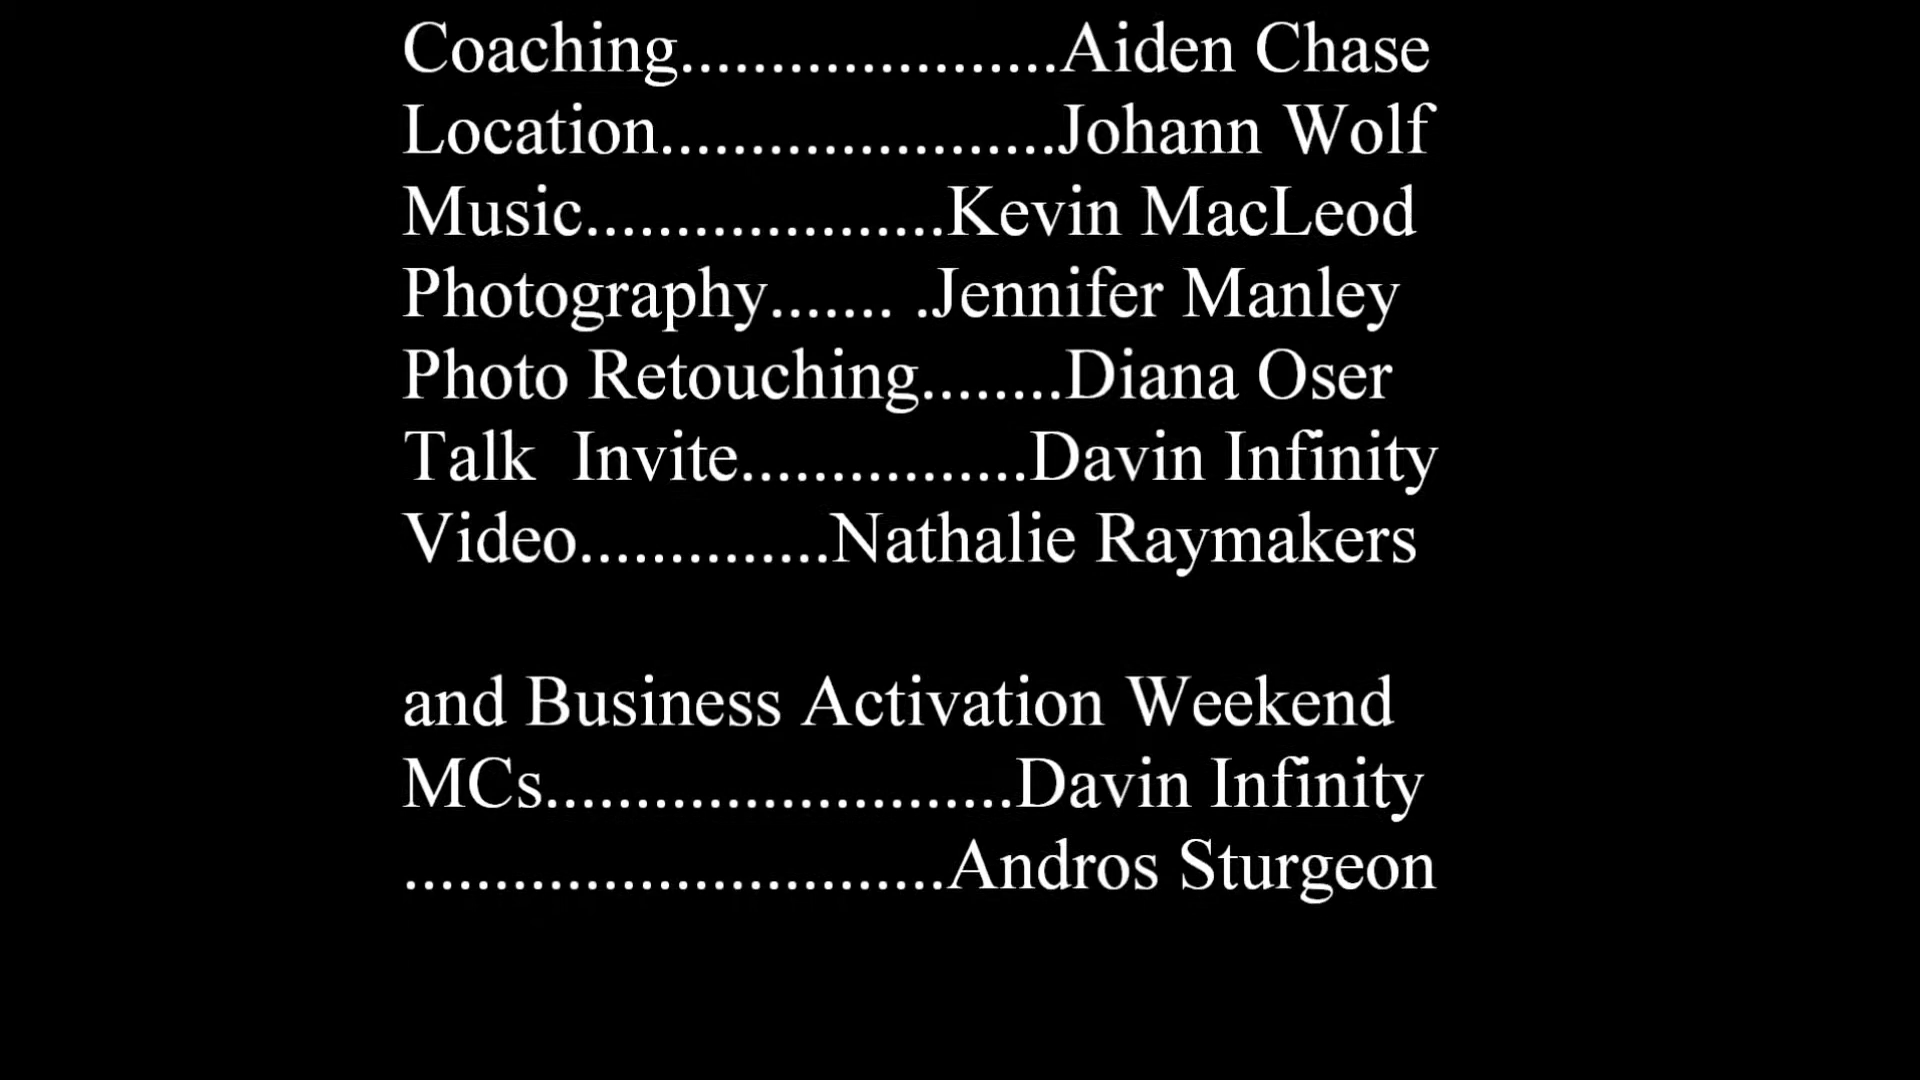 Coaching.....................Aiden Chase
Location......................Johann Wolf
Music....................Kevin MacLeod
Photography....... .Jennifer Manley
Photo Retouching........Diana Oser
Talk  Invite................Davin Infinity
Video..............Nathalie Raymakers
and Business Activation Weekend
MCs..........................Davin Infinity
..............................Andros Sturgeon